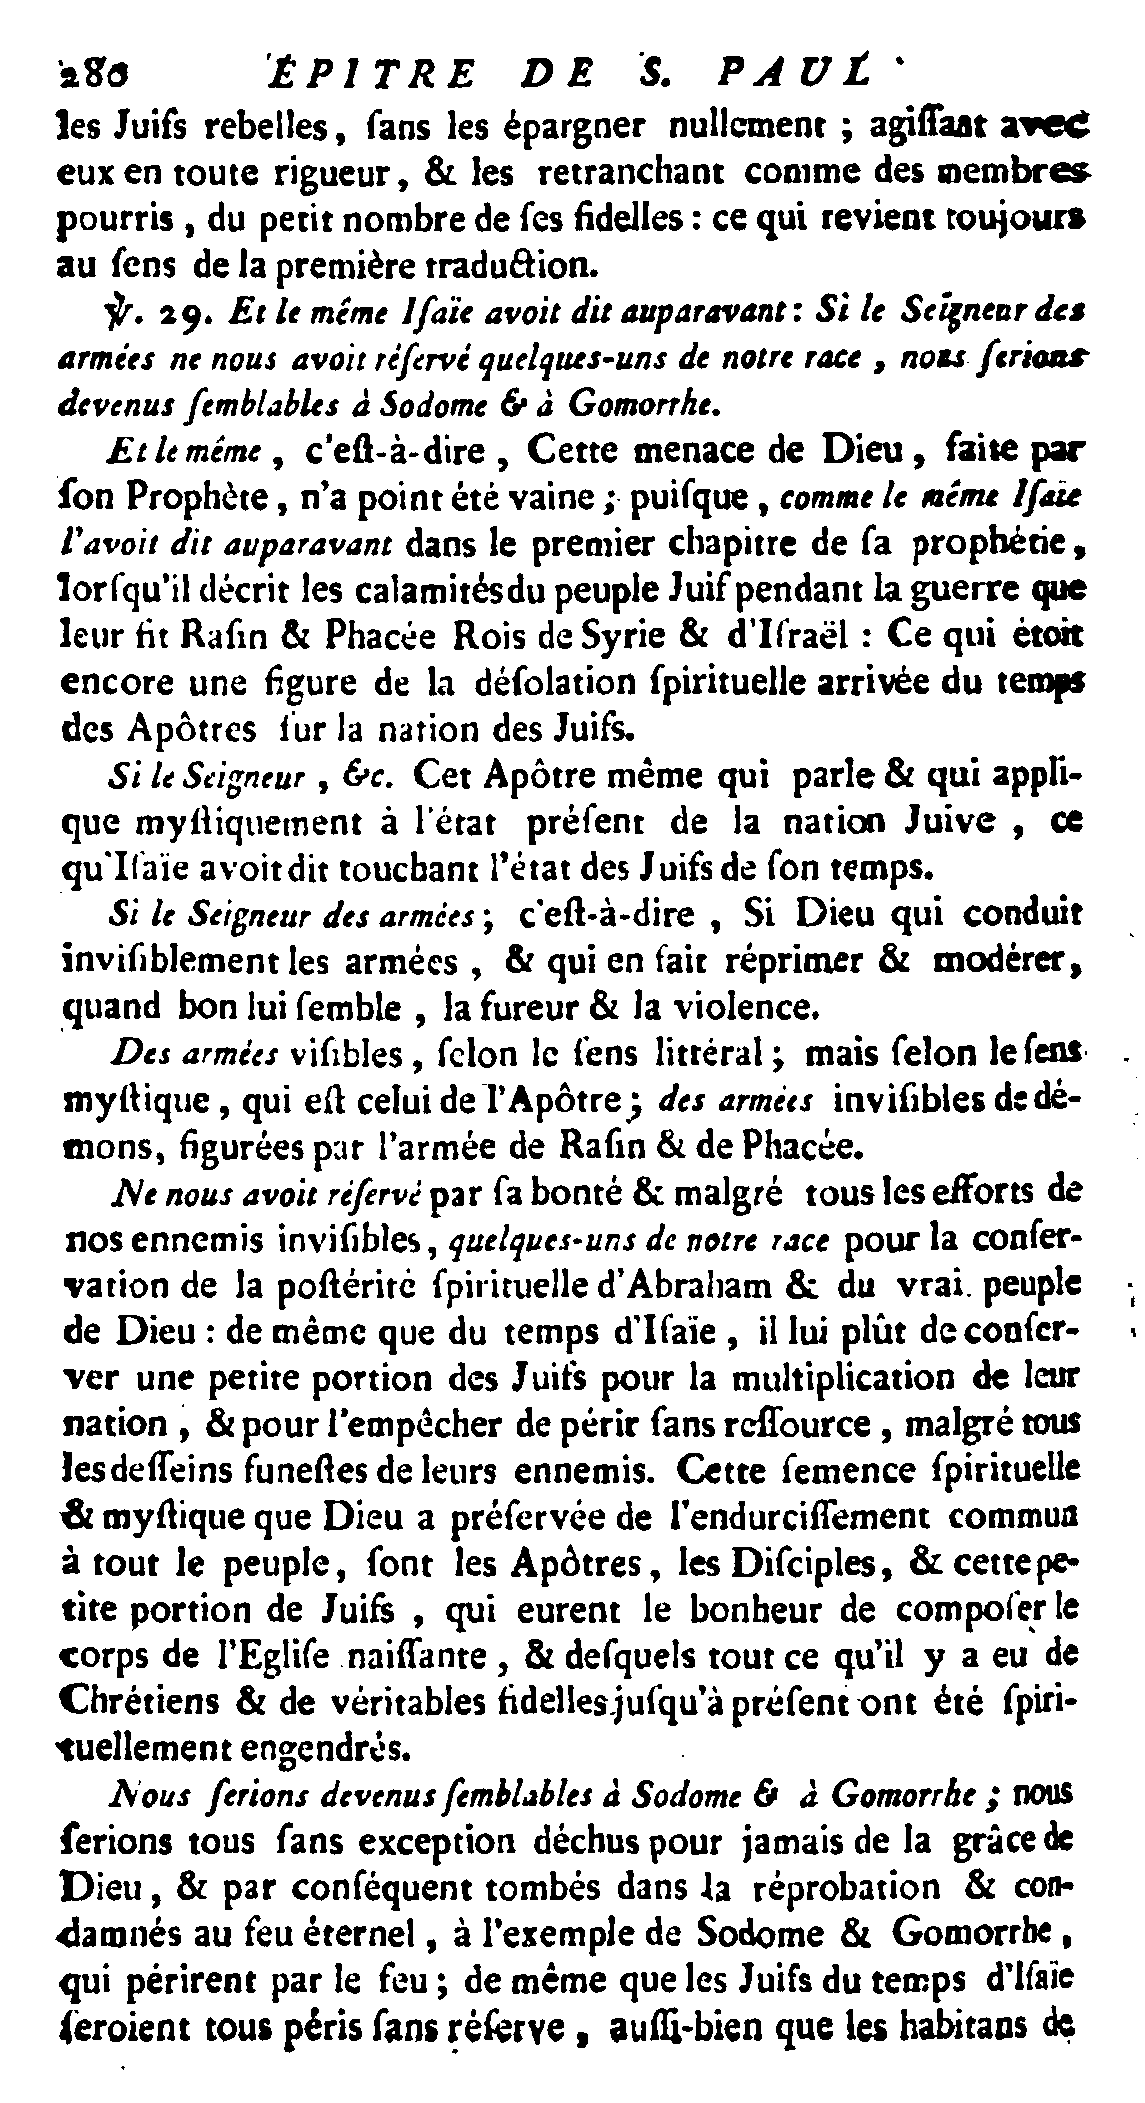 280 ÉPITRE DE S. PAUL
les Juifs rebelles, ſans les épargner nullement ; agiſſant avec
eux en toute rigueur, & les retranchant comme des membres
pourris, du petit nombre de ſes fidelles : ce qui revient toujours
au ſens de la première traduction.
℣. 29. Et le même Iſaïe avoit dit auparavant : Si le Seigneur des
armées ne nous avoit réſervé quelques-uns de notre race, nous ſerions
devenus ſemblables à Sodome & à Gomorrhe.
Et le même, c'eſt-à-dire, Cette menace de Dieu, faite par
ſon Prophète, n'a point été vaine ; puiſque, comme le même Iſaïe
l'avoit dit auparavant dans le premier chapitre de ſa prophétie,
lorſqu'il décrit les calamités du peuple Juif pendant la guerre que
leur fit Raſin & Phacée Rois de Syrie & d'Iſraël : Ce qui étoit
encore une figure de la déſolation ſpirituelle arrivée du temps
des Apôtres ſur la nation des Juifs.
Si le Seigneur, &c. Cet Apôtre même qui parle & qui appli-
que myſtiquement à l'état préſent de la nation Juive, ce
qu'Iſaïe avoit dit touchant l'état des Juifs de ſon temps.
Si le Seigneur des armées ; c'eſt-à-dire, Si Dieu qui conduit
inviſiblement les armées, & qui en fait réprimer & modérer,
quand bon lui ſemble, la fureur & la violence.
Des armées viſibles, ſelon le ſens littéral ; mais ſelon le ſens
myſtique, qui eſt celui de l'Apôtre ; des armées inviſibles de dé-
mons, figurées par l'armée de Raſin & de Phacée.
Ne nous avoit réſervé par ſa bonté & malgré tous les efforts de
nos ennemis inviſibles, quelques-uns de notre race pour la conſer-
vation de la poſtérité ſpirituelle d'Abraham & du vrai peuple
de Dieu : de même que du temps d'Iſaïe, il lui plût de conſer-
ver une petite portion des Juifs pour la multiplication de leur
nation, & pour l'empêcher de périr ſans reſſource, malgré tous
les deſſeins funeſtes de leurs ennemis. Cette ſemence ſpirituelle
& myſtique que Dieu a préſervée de l'endurciſſement commun
à tout le peuple, ſont les Apôtres, les Diſciples, & cette pe-
tite portion de Juifs, qui eurent le bonheur de compoſer le
corps de l'Egliſe naiſſante, & deſquels tout ce qu'il y a eu de
Chrétiens & de véritables fidelles juſqu'à préſent ont été ſpiri-
tuellement engendrés.
Nous ſerions devenus ſemblables à Sodome & à Gomorrhe ; nous
ſerions tous ſans exception déchus pour jamais de la grâce de
Dieu, & par conſéquent tombés dans la réprobation & con-
damnés au feu éternel, à l'exemple de Sodome & Gomorrhe,
qui périrent par le feu ; de même que les Juifs du temps d'Iſaïe
ſeroient tous péris ſans réſerve, auſſi-bien que les habitans de